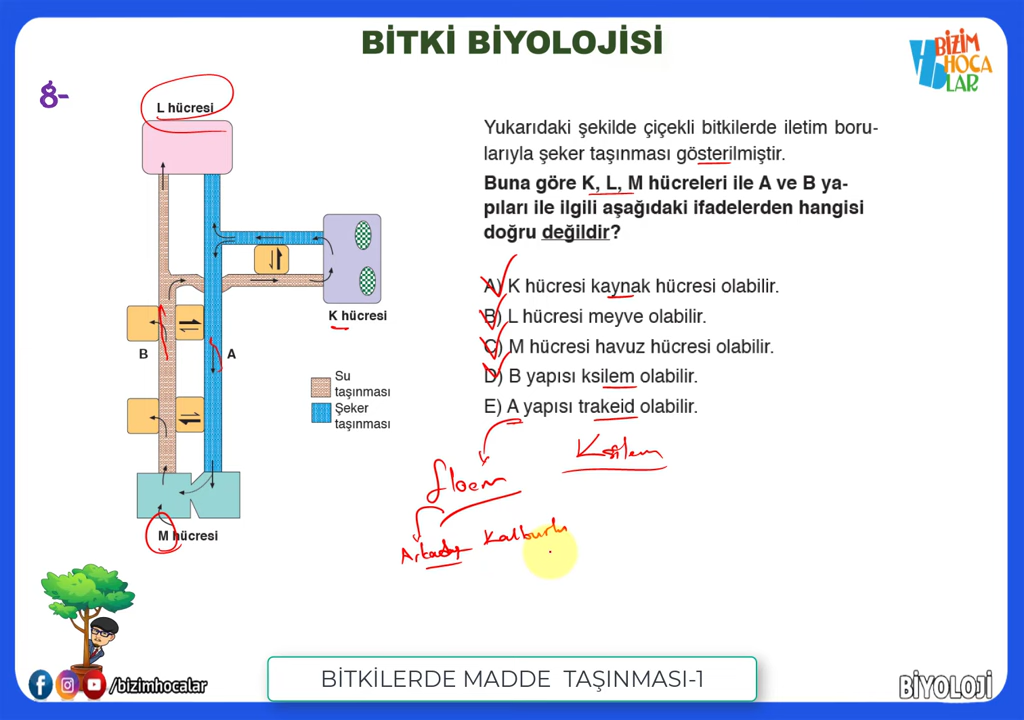 BİTKİ BİYOLOJİSİ
BİZİM
HOCA
LAR
8-
L hücresi
K hücresi
B
A
Su
taşınması
Şeker
taşınması
M hücresi
Yukarıdaki şekilde çiçekli bitkilerde iletim boru-
larıyla şeker taşınması gösterilmiştir.
Buna göre K, L, M hücreleri ile A ve B ya-
pıları ile ilgili aşağıdaki ifadelerden hangisi
doğru değildir?
A) K hücresi kaynak hücresi olabilir.
B) L hücresi meyve olabilir.
C) M hücresi havuz hücresi olabilir.
D) B yapısı ksilem olabilir.
E) A yapısı trakeid olabilir.
Ksilem
floem
Arkadaş Kalburlu
/bizimhocalar
BİTKİLERDE MADDE TAŞINMASI-1
BİYOLOJİ